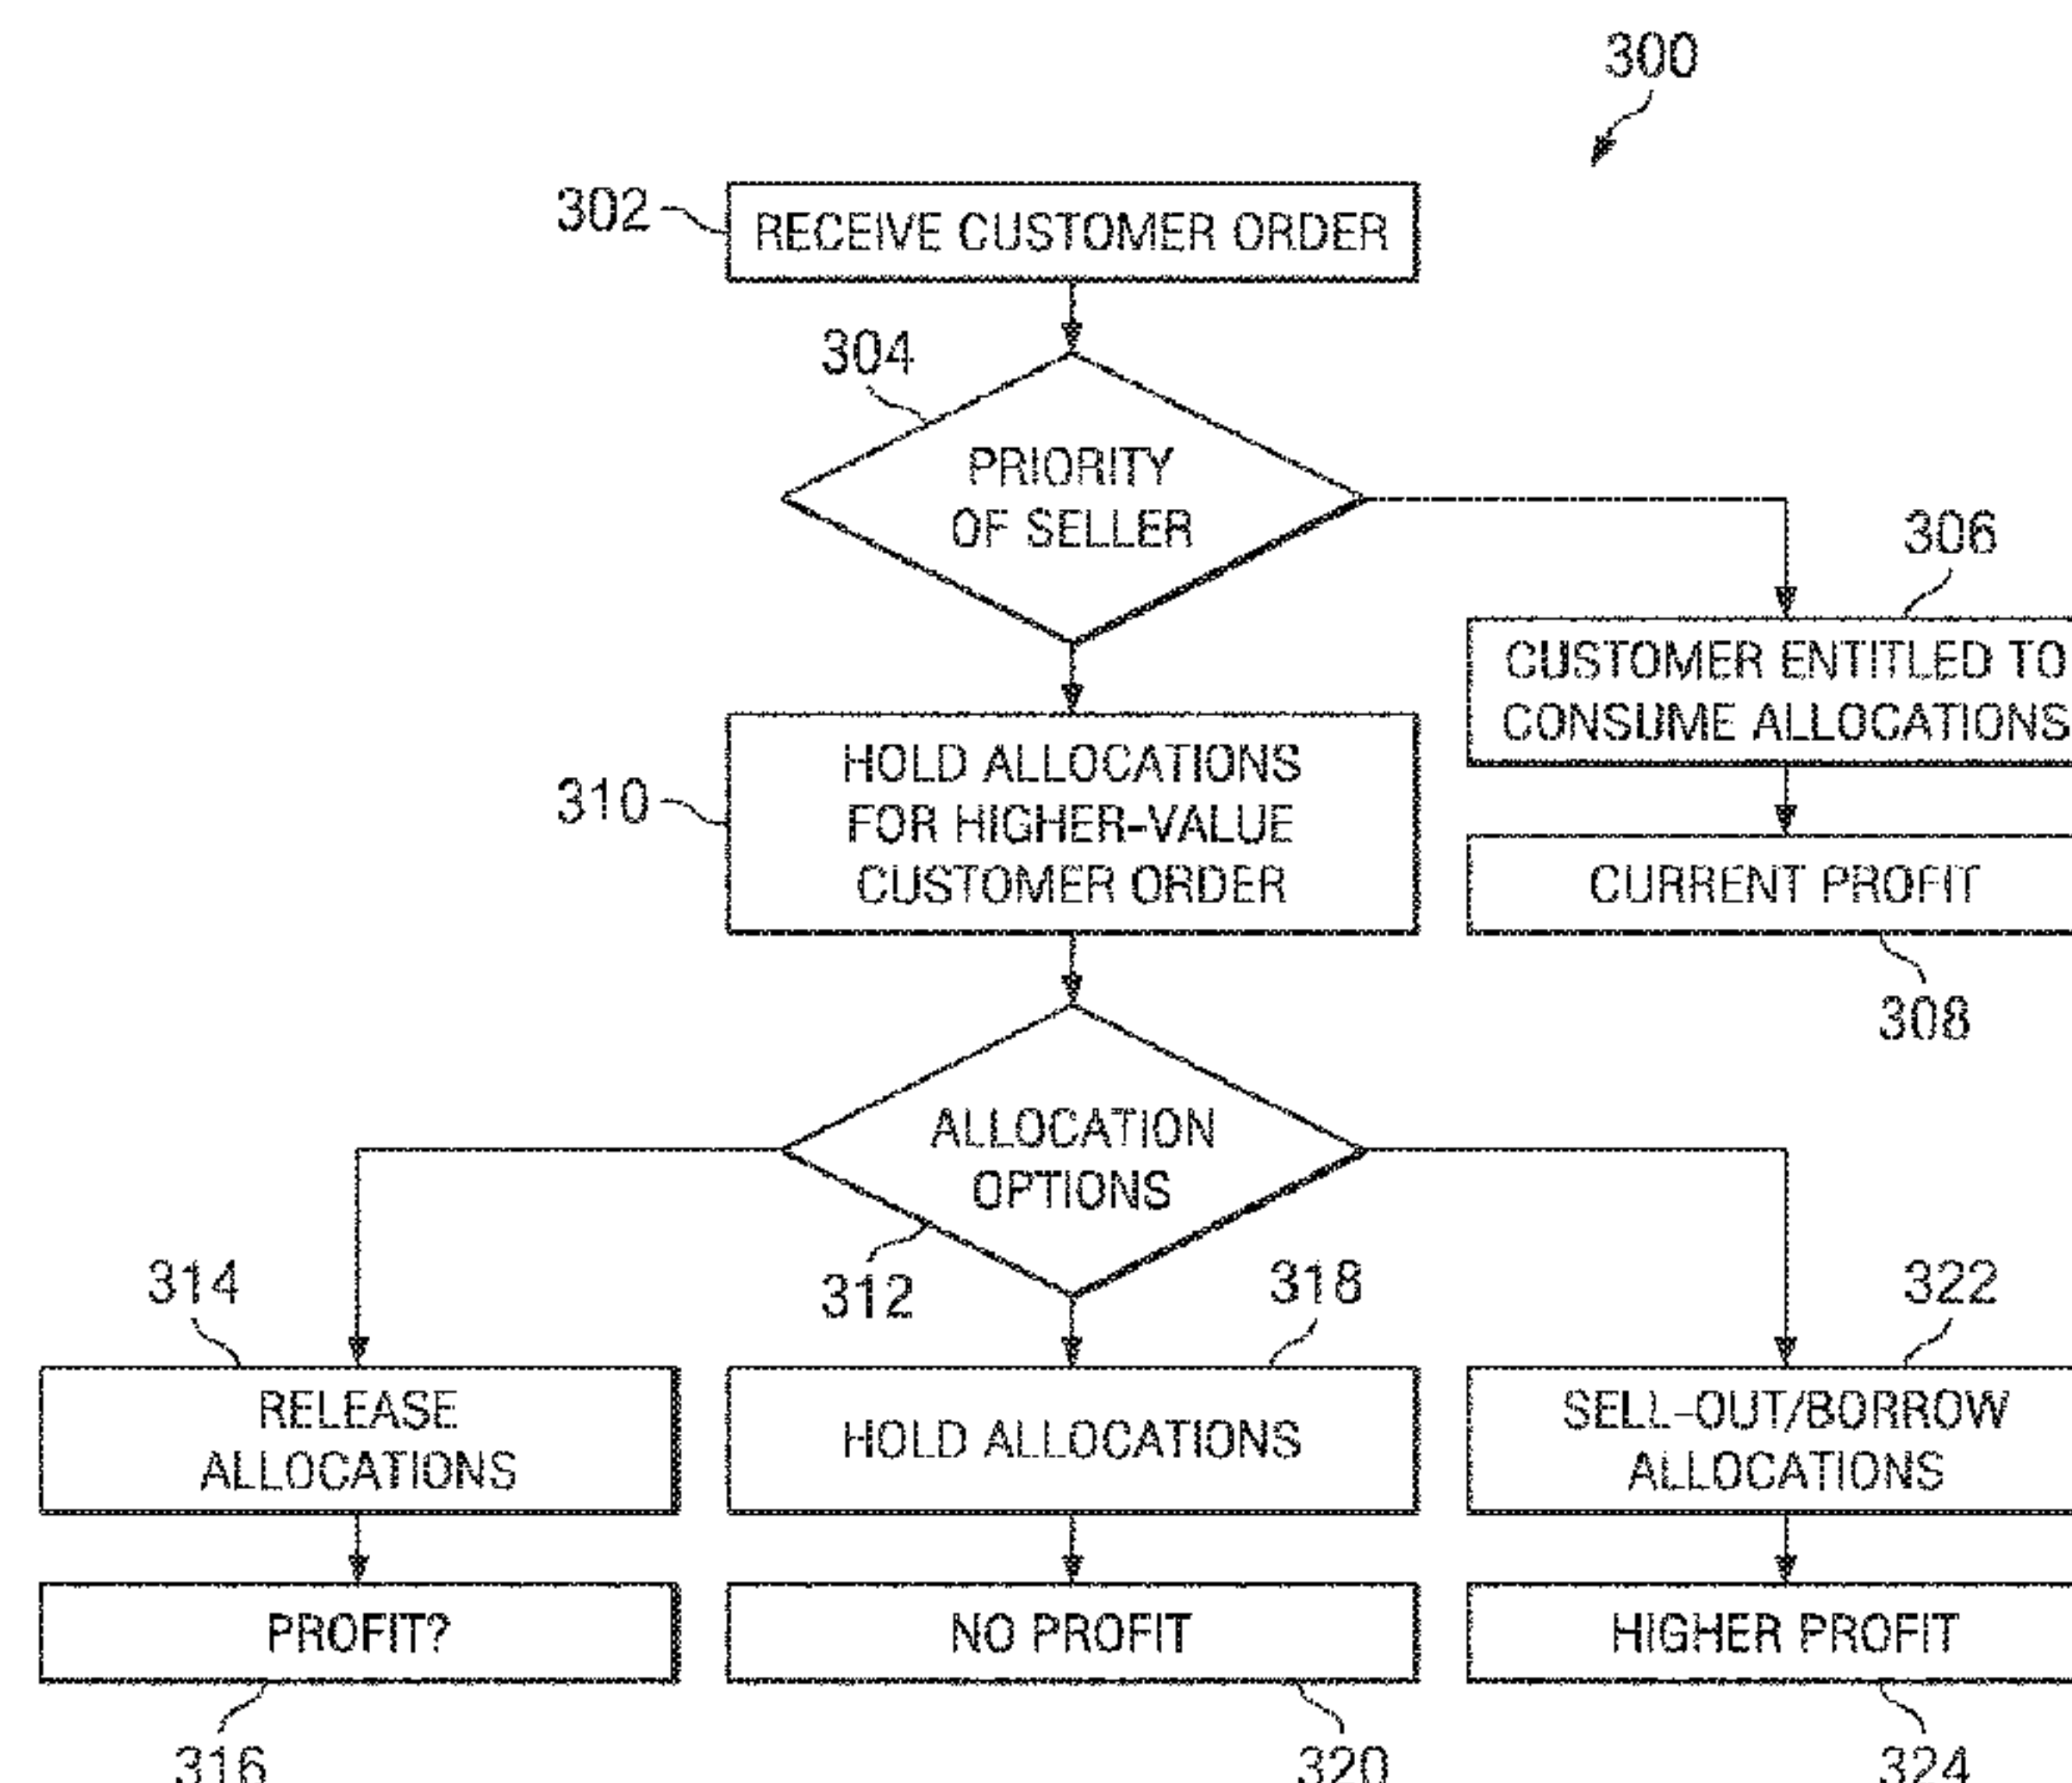 300
302
RECEIVE CUSTOMER ORDER
304
PRIORITY
OF SELLER
306
CUSTOMER ENTITLED TO
CONSUME ALLOCATIONS
310
HOLD ALLOCATIONS
FOR HIGHER-VALUE
CUSTOMER ORDER
CURRENT PROFIT
308
ALLOCATION
OPTIONS
312
314
318
322
RELEASE
ALLOCATIONS
HOLD ALLOCATIONS
SELL-OUT/BORROW
ALLOCATIONS
PROFIT?
NO PROFIT
HIGHER PROFIT
316
320
324